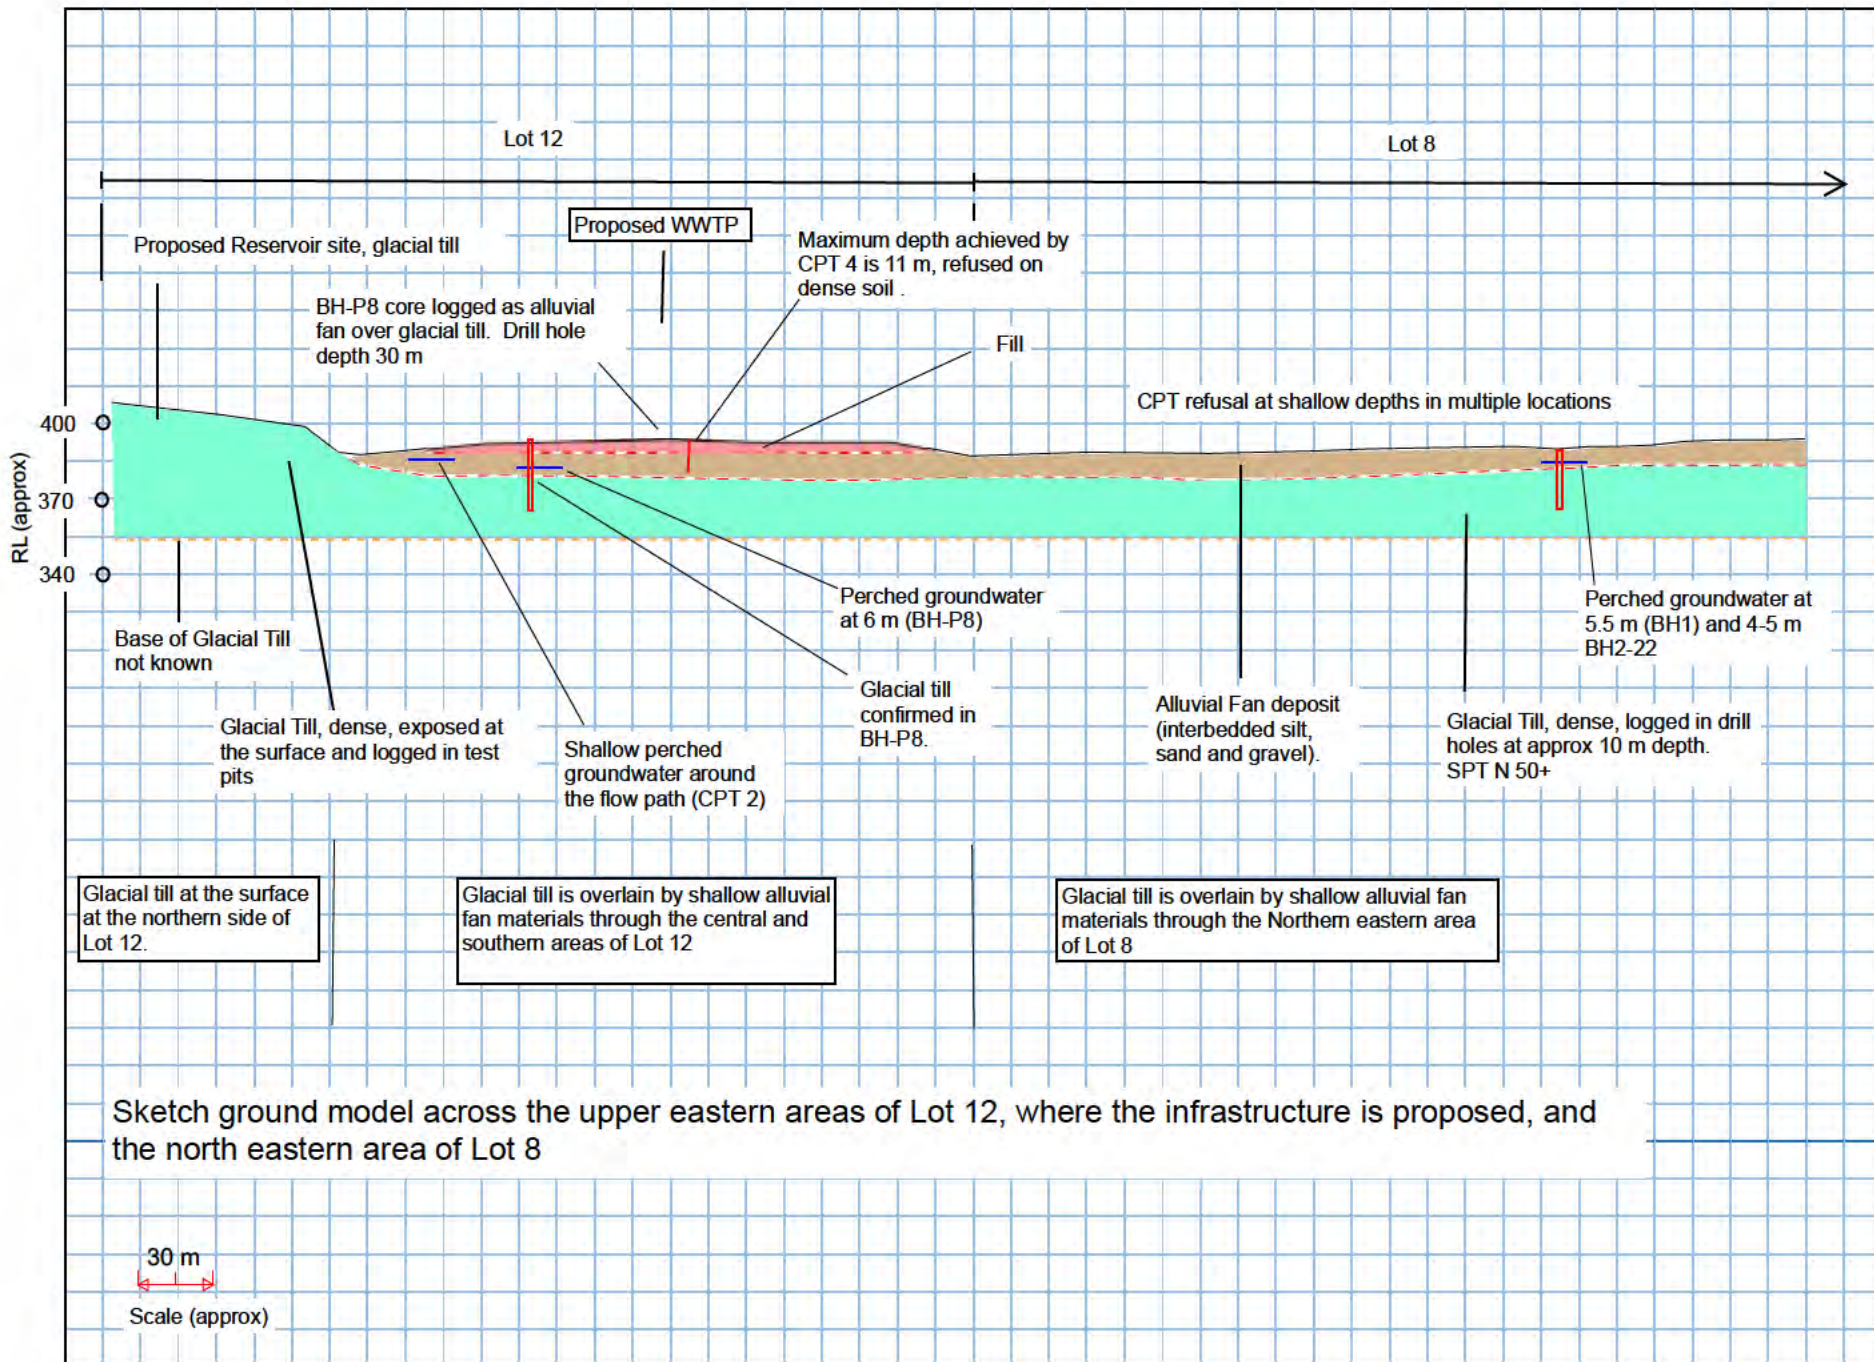 Lot 12
Lot 8
Proposed WWTP
Proposed Reservoir site, glacial till
Maximum depth achieved by
CPT 4 is 11 m, refused on
dense soil .
BH-P8 core logged as alluvial
fan over glacial till. Drill hole
depth 30 m
Fill
CPT refusal at shallow depths in multiple locations
RL (approx)
400
370
340
Perched groundwater
at 6 m (BH-P8)
Perched groundwater at
5.5 m (BH1) and 4-5 m
BH2-22
Base of Glacial Till
not known
Glacial till
confirmed in
BH-P8.
Alluvial Fan deposit
(interbedded silt,
sand and gravel).
Glacial Till, dense, logged in drill
holes at approx 10 m depth.
SPT N 50+
Glacial Till, dense, exposed at
the surface and logged in test
pits
Shallow perched
groundwater around
the flow path (CPT 2)
Glacial till at the surface
at the northern side of
Lot 12.
Glacial till is overlain by shallow alluvial
fan materials through the central and
southern areas of Lot 12
Glacial till is overlain by shallow alluvial fan
materials through the Northern eastern area
of Lot 8
Sketch ground model across the upper eastern areas of Lot 12, where the infrastructure is proposed, and
the north eastern area of Lot 8
30 m
Scale (approx)